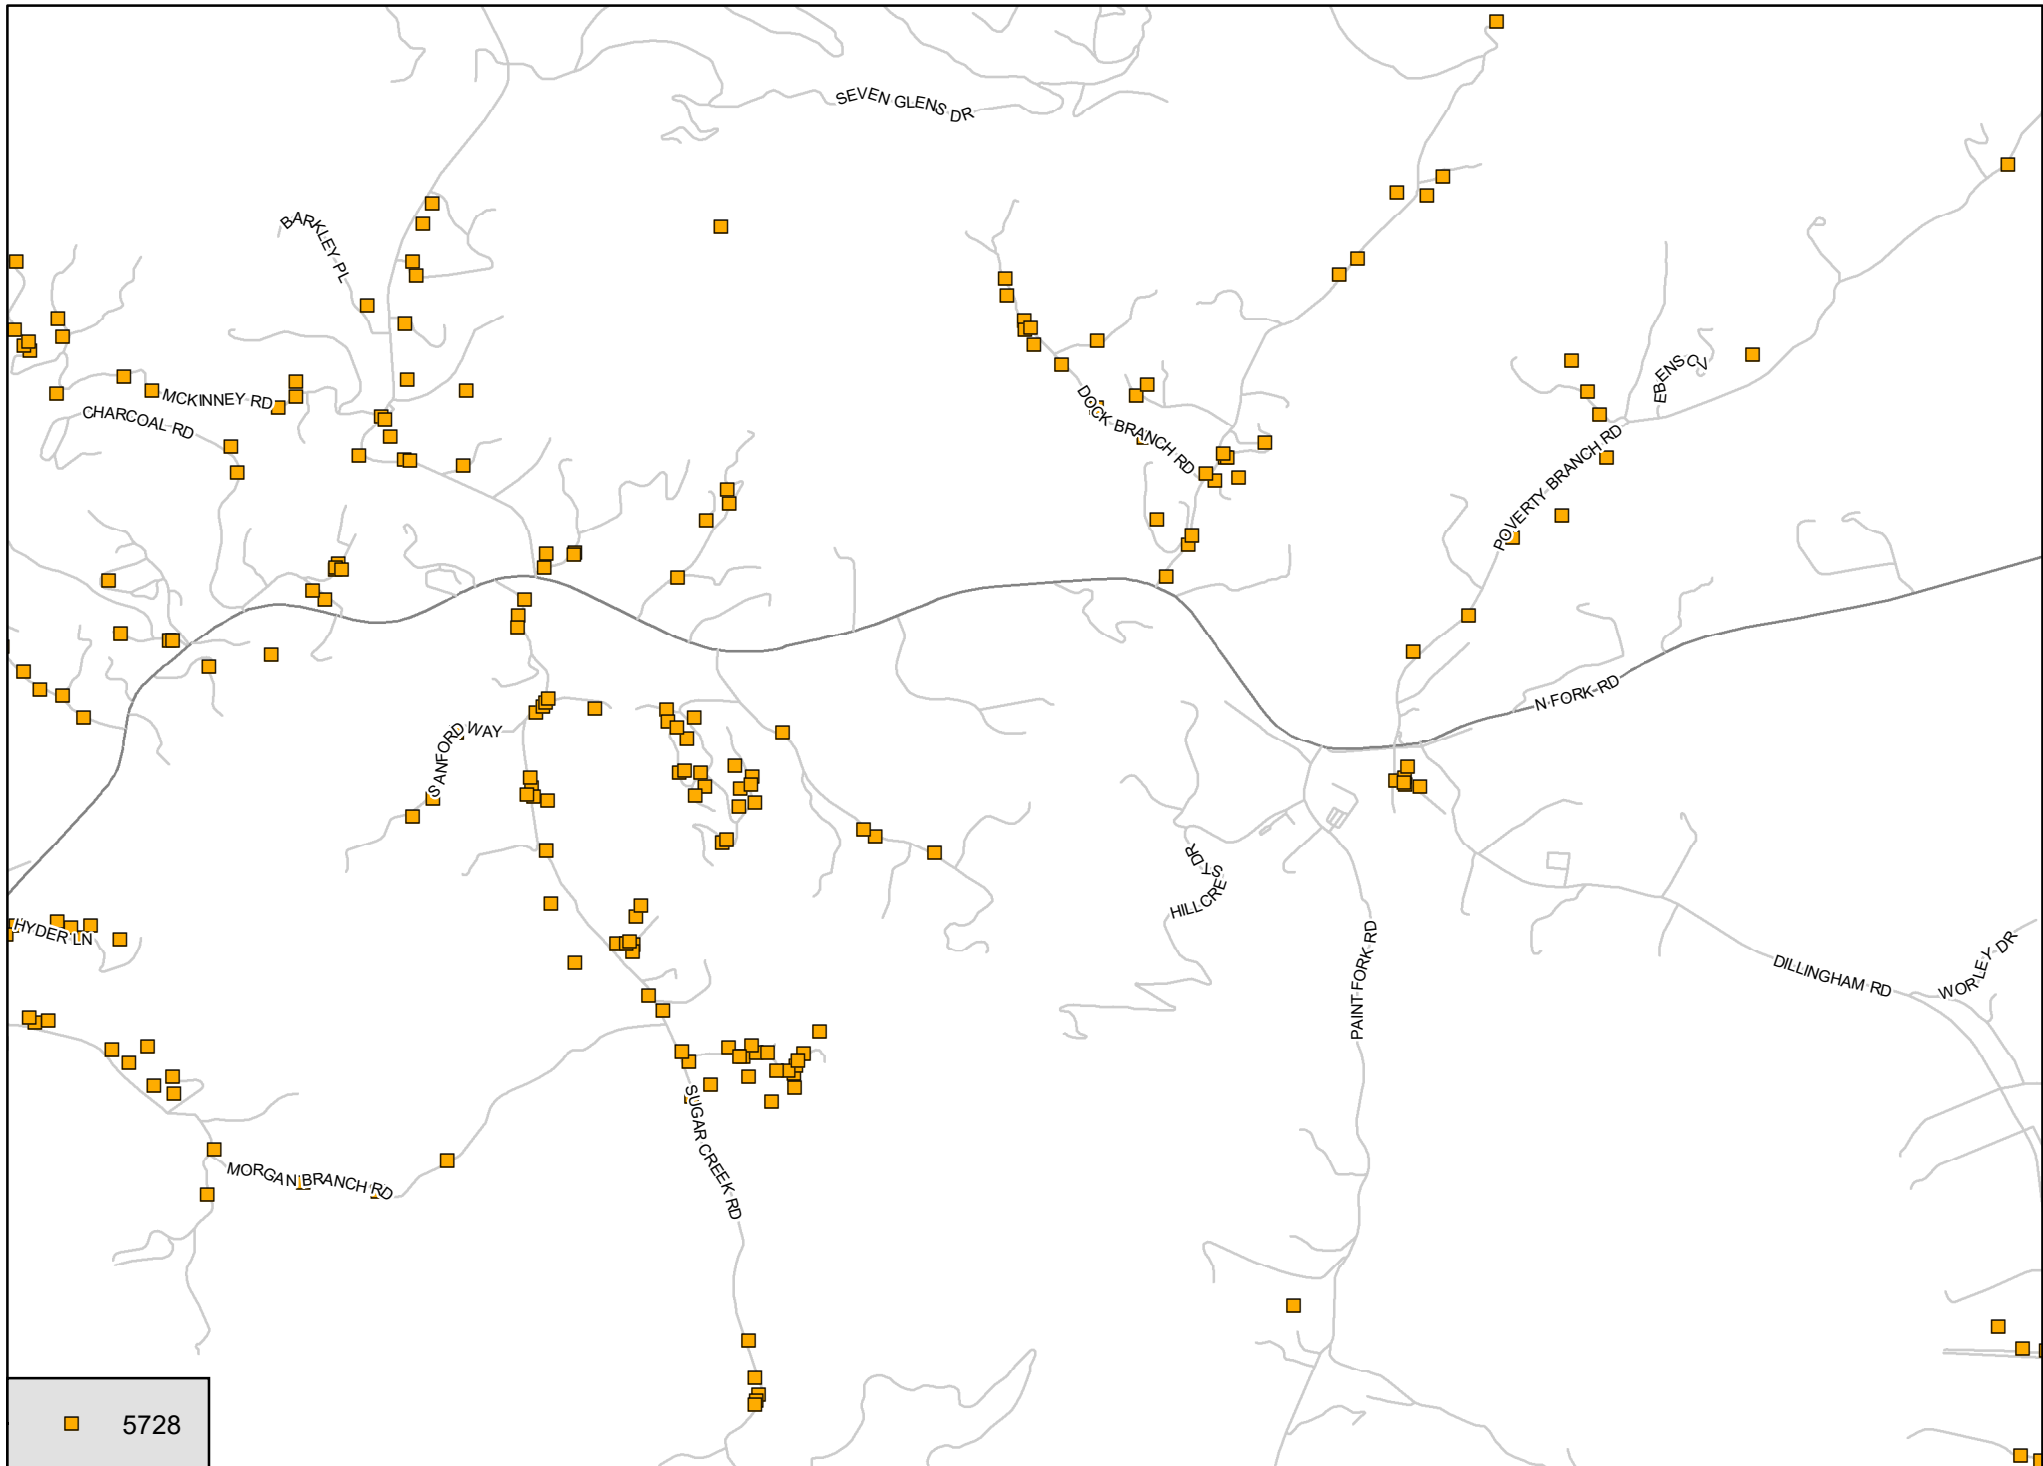 SEVEN GLENS DR
BARKLEY PL
EBENS CV
MCKINNEY RD
CHARCOAL RD
DOCK BRANCH RD
POVERTY BRANCH RD
N FORK RD
SANFORD WAY
HILLCREST DR
HYDER LN
PAINT FORK RD
DILLINGHAM RD
WORLEY DR
SUGAR CREEK RD
MORGAN BRANCH RD
5728